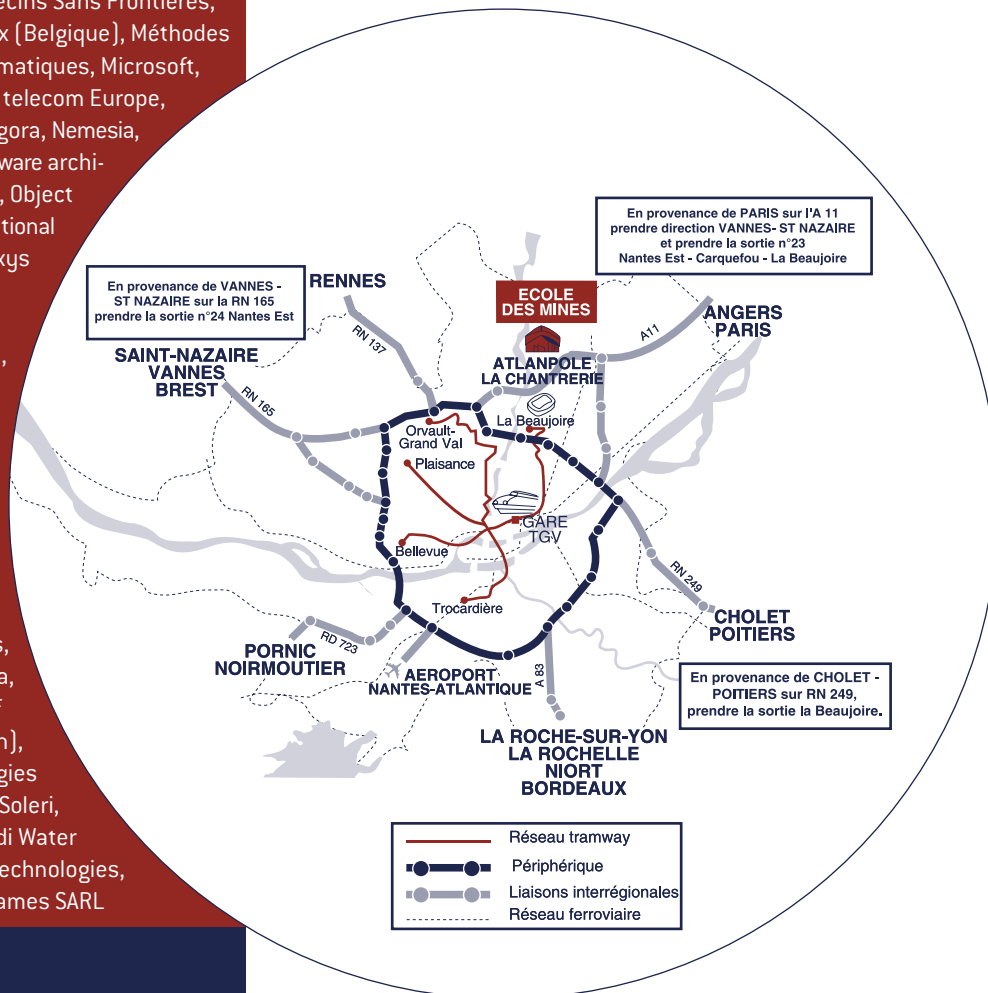 ecins Sans Frontières,
x (Belgique), Méthodes
matiques, Microsoft,
telecom Europe,
gora, Nemesia,
ware archi-
, Object
tional
xys
,
s,
a,
n),
gies
Soleri,
di Water
echnologies,
ames SARL
En provenance de PARIS sur l'A 11
prendre direction VANNES- ST NAZAIRE
et prendre la sortie n°23
Nantes Est - Carquefou - La Beaujoire
En provenance de VANNES -
ST NAZAIRE sur la RN 165
prendre la sortie n°24 Nantes Est
RENNES
ECOLE
DES MINES
ANGERS
PARIS
A11
RN 137
SAINT-NAZAIRE
VANNES
BREST
RN 165
ATLANPOLE
LA CHANTRERIE
La Beaujoire
Orvault-
Grand Val
Plaisance
GARE
TGV
Bellevue
Trocardière
RN 249
CHOLET
POITIERS
RD 723
PORNIC
NOIRMOUTIER
AEROPORT
NANTES-ATLANTIQUE
A 83
En provenance de CHOLET -
POITIERS sur RN 249,
prendre la sortie la Beaujoire.
LA ROCHE-SUR-YON
LA ROCHELLE
NIORT
BORDEAUX
Réseau tramway
Périphérique
Liaisons interrégionales
Réseau ferroviaire